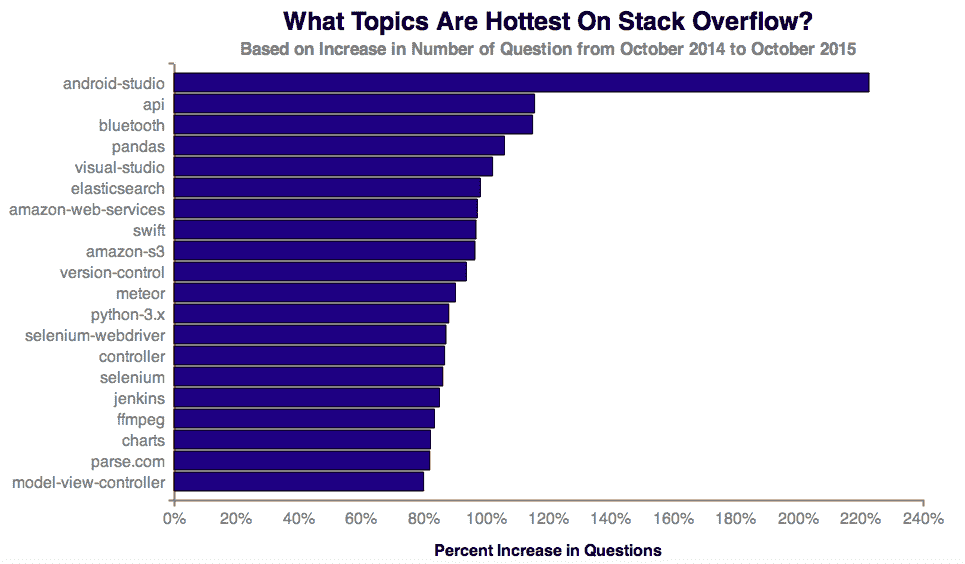 What Topics Are Hottest On Stack Overflow?
Based on Increase in Number of Question from October 2014 to October 2015
android-studio
api
bluetooth
pandas
visual-studio
elasticsearch
amazon-web-services
swift
amazon-s3
version-control
meteor
python-3.x
selenium-webdriver
controller
selenium
jenkins
ffmpeg
charts
parse.com
model-view-controller
0% 20% 40% 60% 80% 100% 120% 140% 160% 180% 200% 220% 240%
Percent Increase in Questions